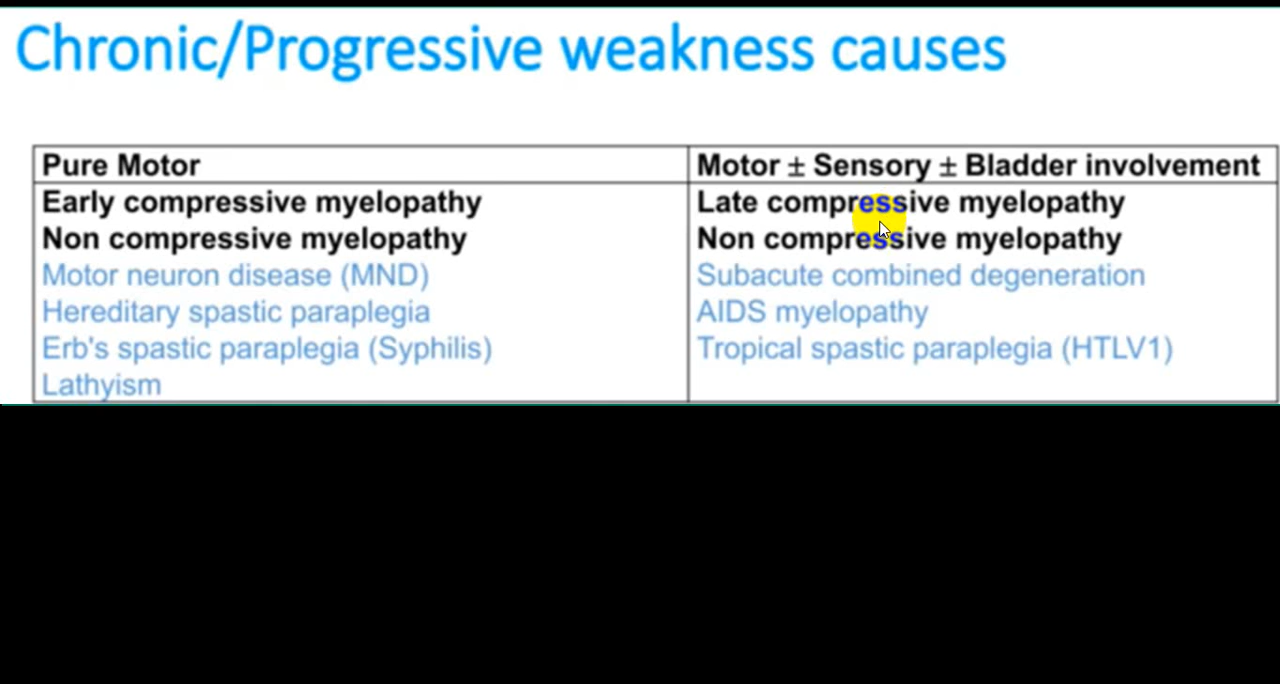 Chronic/Progressive weakness causes
Pure Motor
Early compressive myelopathy
Non compressive myelopathy
Motor neuron disease (MND)
Hereditary spastic paraplegia
Erb's spastic paraplegia (Syphilis)
Lathyism
Motor ± Sensory ± Bladder involvement
Late compressive myelopathy
Non compressive myelopathy
Subacute combined degeneration
AIDS myelopathy
Tropical spastic paraplegia (HTLV1)